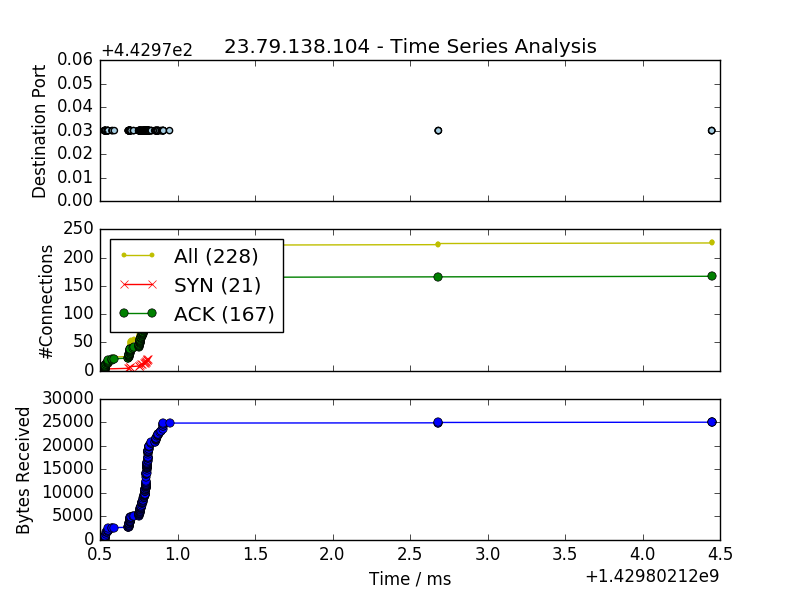 +4.4297e2
23.79.138.104 - Time Series Analysis
0.06
0.05
0.04
0.03
0.02
0.01
0.00
Destination Port
250
200
150
100
50
0
#Connections
All (228)
SYN (21)
ACK (167)
30000
25000
20000
15000
10000
5000
0
Bytes Received
0.5 1.0 1.5 2.0 2.5 3.0 3.5 4.0 4.5
Time / ms
+1.42980212e9